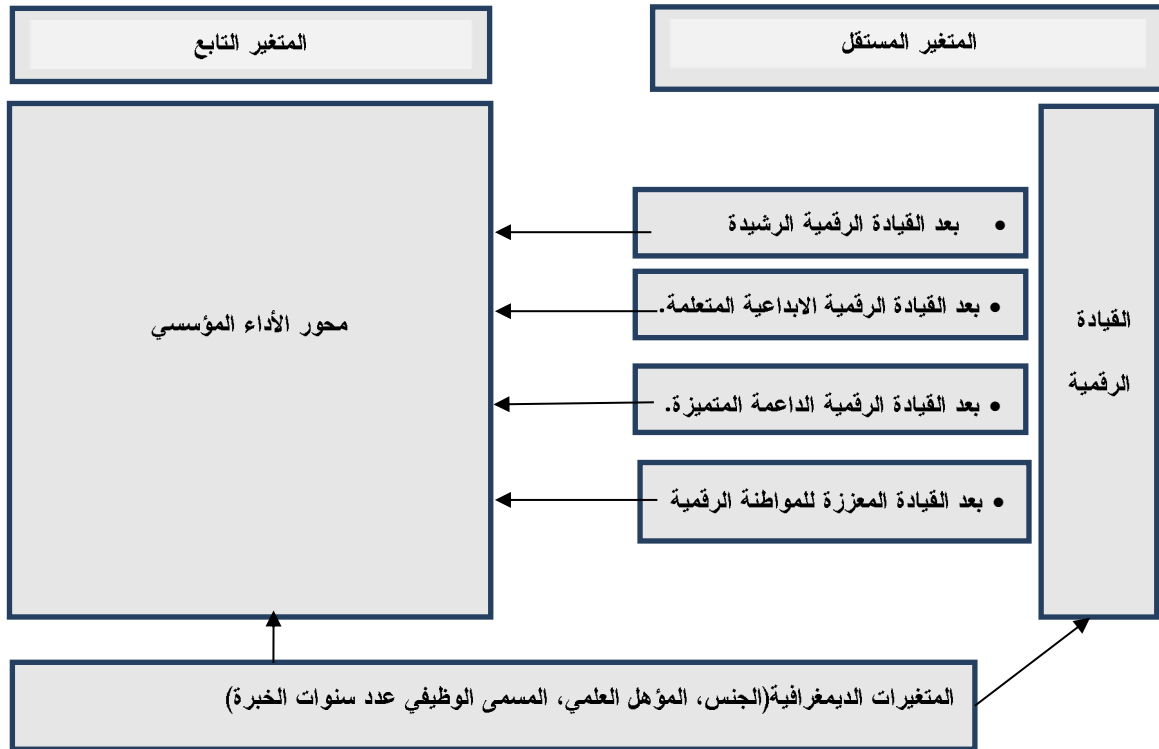 المتغير المستقل
المتغير التابع
القيادة
الرقمية
• بعد القيادة الرقمية الرشيدة
• بعد القيادة الرقمية الابداعية المتعلمة.
• بعد القيادة الرقمية الداعمة المتميزة.
• بعد القيادة المعززة للمواطنة الرقمية
محور الأداء المؤسسي
المتغيرات الديمغرافية(الجنس، المؤهل العلمي، المسمى الوظيفي عدد سنوات الخبرة)